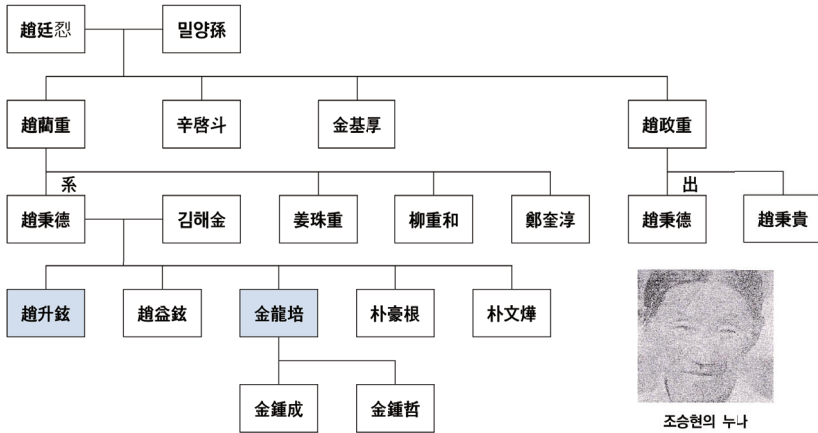 趙廷烈 밀양孫
趙藺重 辛啓斗 金基厚 趙政重
系 出
趙秉德 김해金 姜珠重 柳重和 鄭奎淳 趙秉德 趙秉貴
趙升鉉 趙益鉉 金龍培 朴豪根 朴文燁
金鍾成 金鍾哲
조승현의 누나